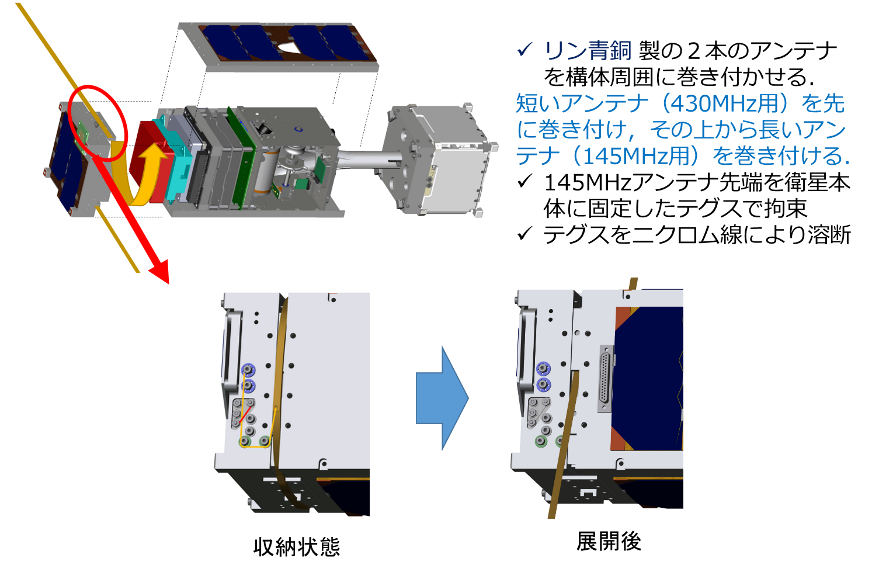 ✓ リン青銅 製の２本のアンテナ
を構体周囲に巻き付かせる.
短いアンテナ（430MHz用）を先
に巻き付け，その上から長いアン
テナ（145MHz用）を巻き付ける.
✓ 145MHzアンテナ先端を衛星本
体に固定したテグスで拘束
✓ テグスをニクロム線により溶断
収納状態
展開後